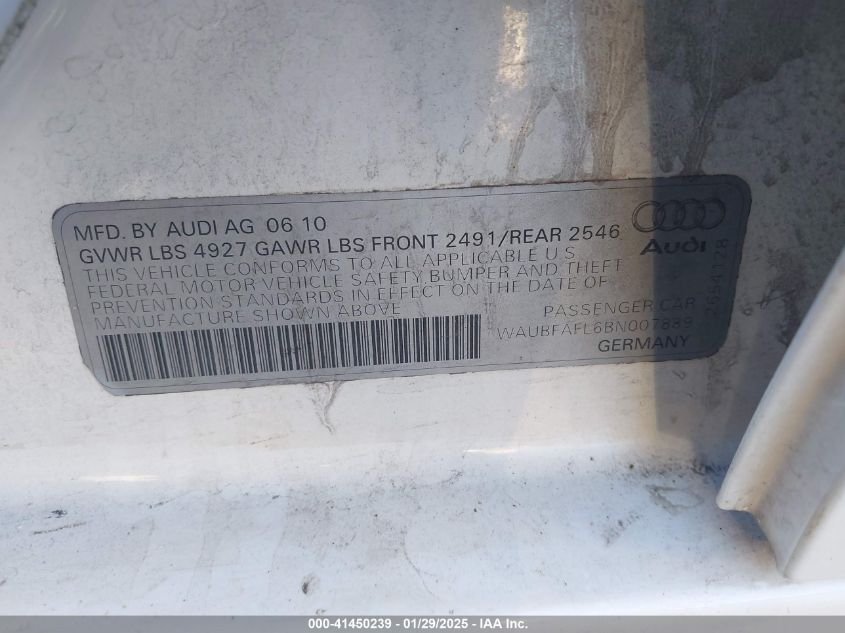 MFD. BY AUDI AG 06 10
GVWR LBS 4927 GAWR LBS FRONT 2491/REAR 2546
THIS VEHICLE CONFORMS TO ALL APPLICABLE U S
FEDERAL MOTOR VEHICLE SAFETY BUMPER AND THEFT
PREVENTION STANDARDS IN EFFECT ON THE DATE OF
MANUFACTURE SHOWN ABOVE
Audi
PASSENGER CAR
WAUBFAFL6BN007889
GERMANY
2694128
000-41450239 - 01/29/2025 - IAA Inc.